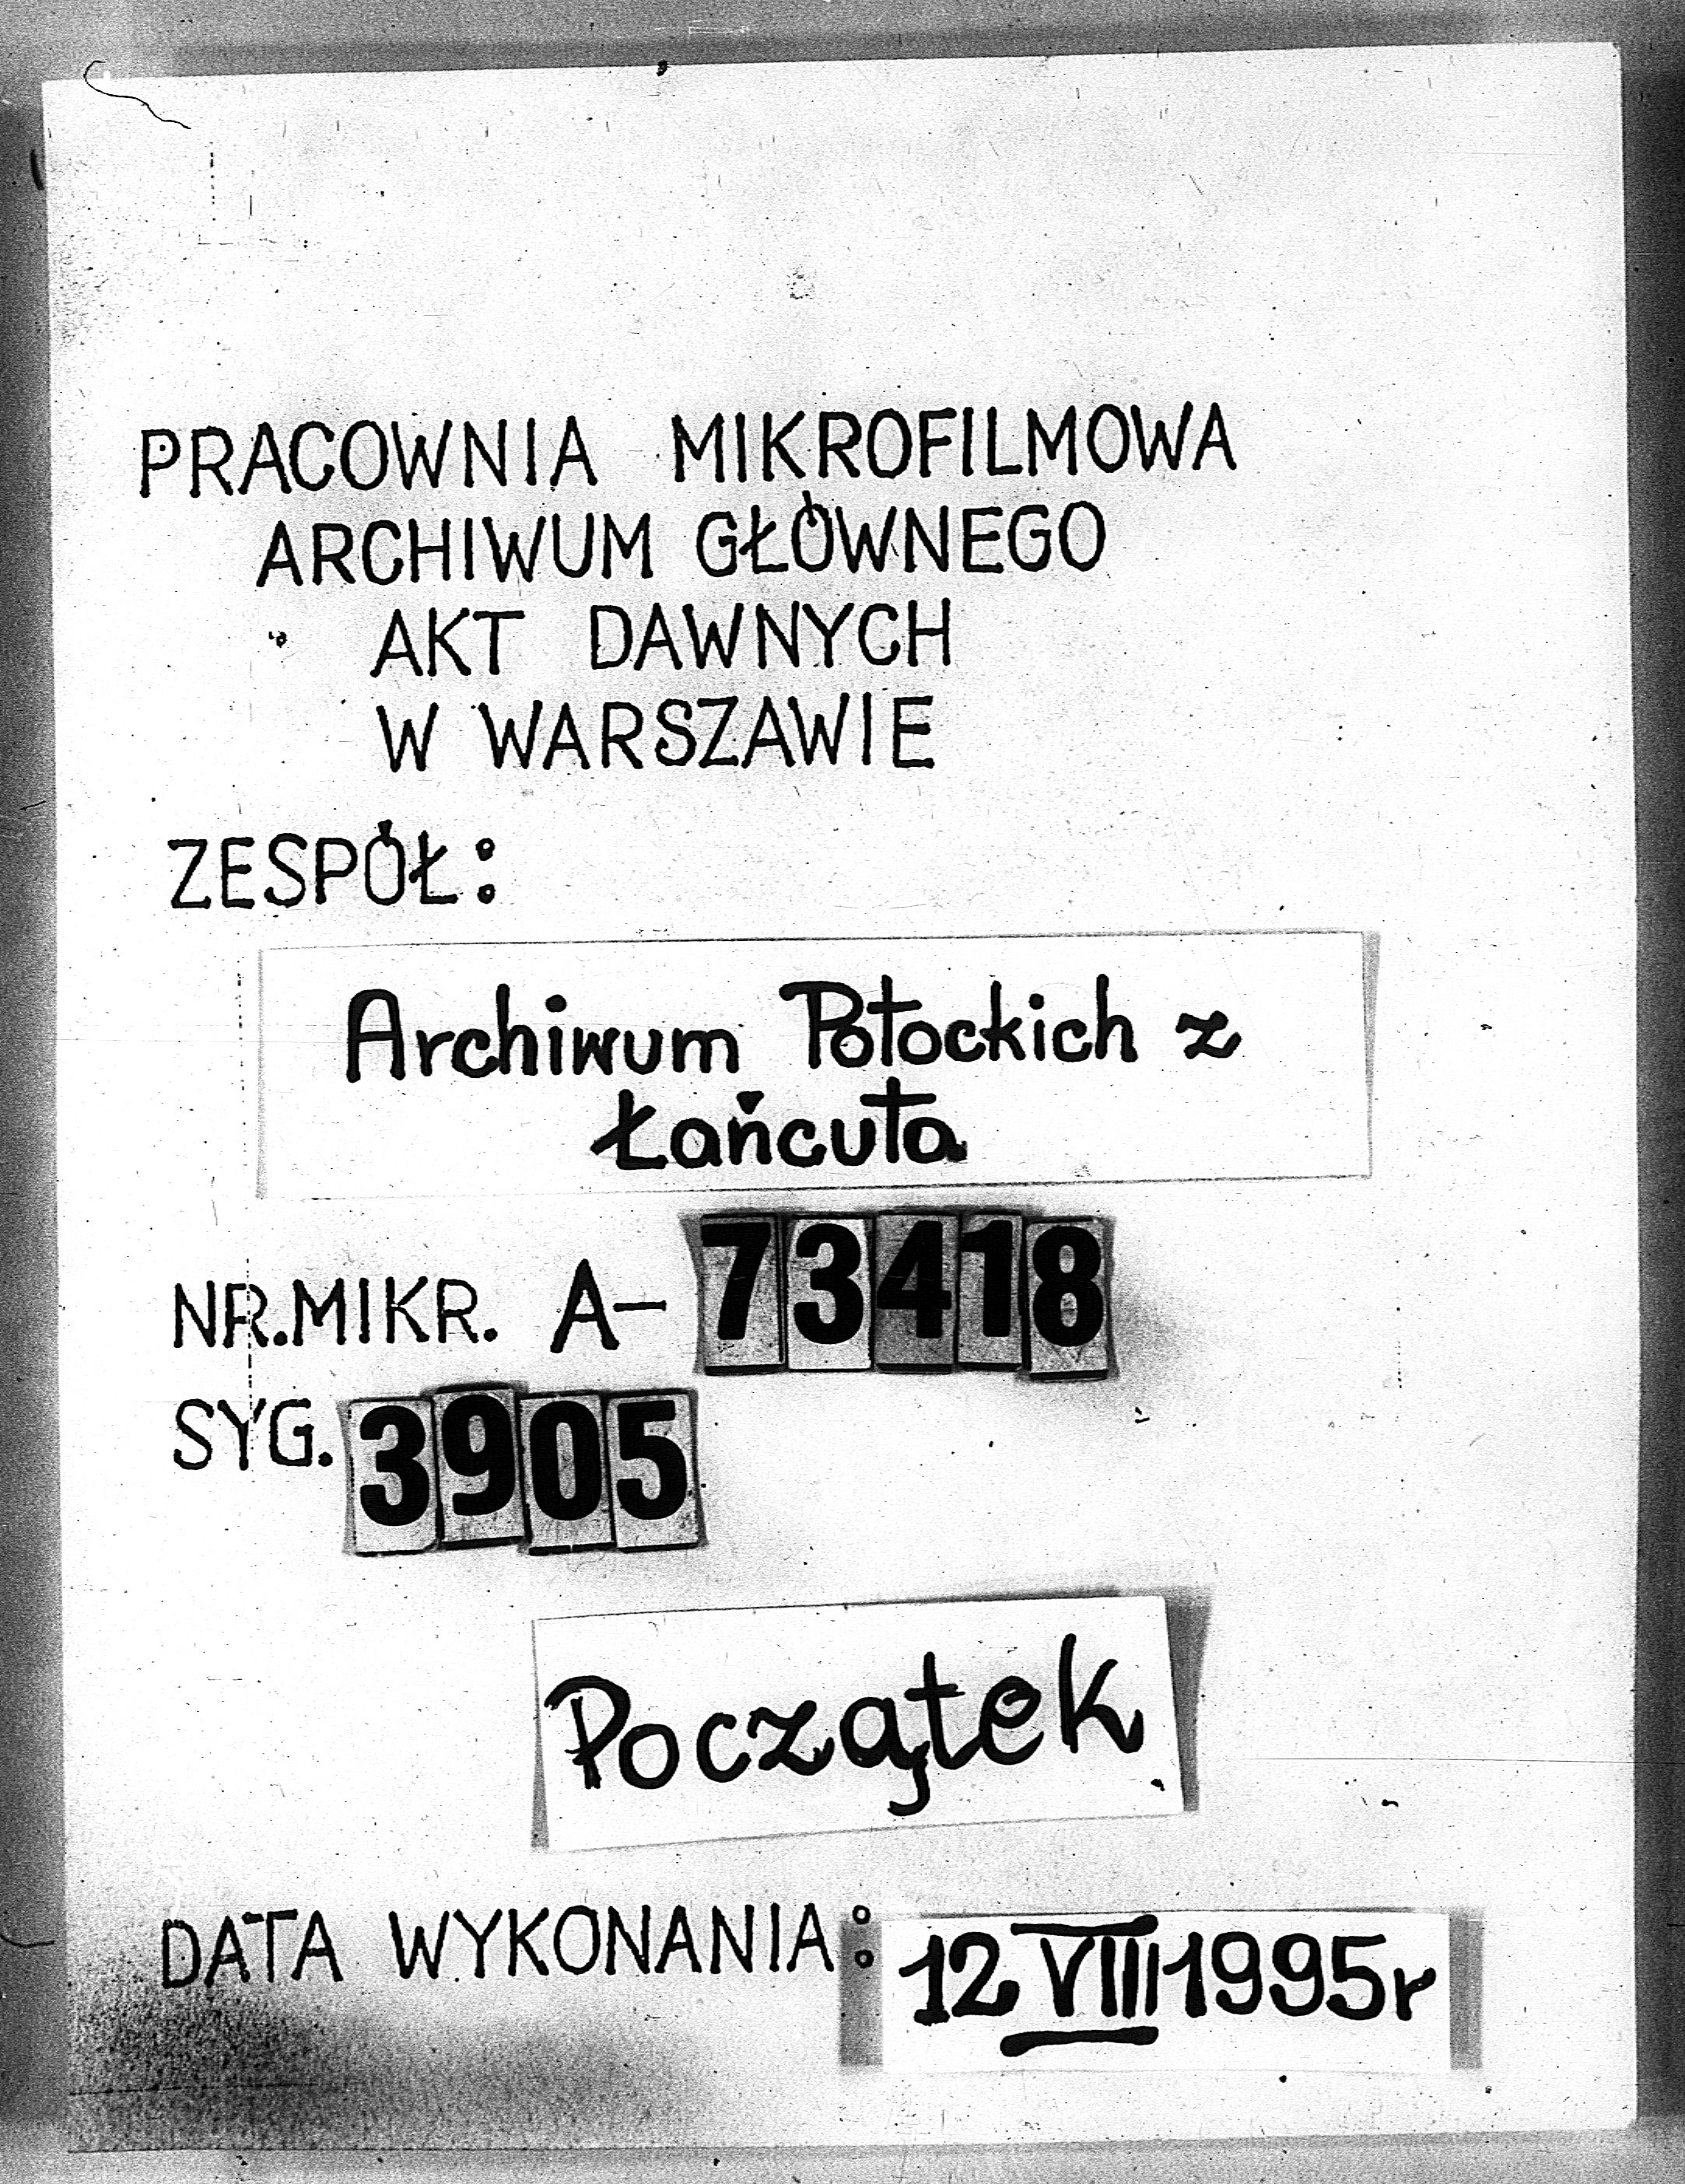 PRACOWNIA MIKROFILMOWA
ARCHIWUM GŁÓWNEGO
AKT DAWNYCH
W WARSZAWIE
ZESPÓŁ:
Archiwum Potockich z
Łańcuta
NR.MIKR. A- 73418
SYG. 3905
Początek
DATA WYKONANIA: 12 VIII 1995r